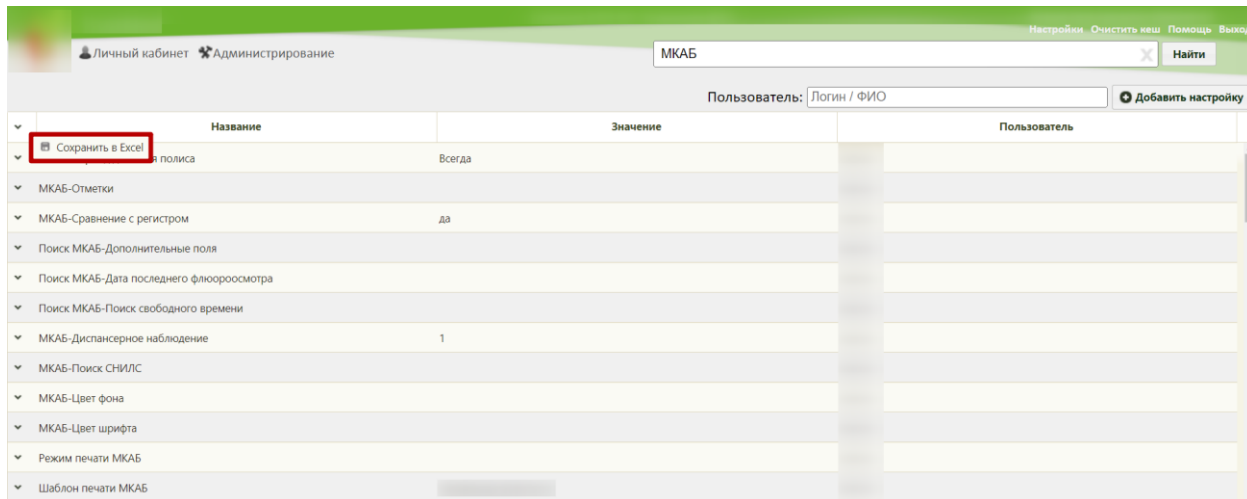 Настройки Очистить кеш Помощь Выход
Личный кабинет Администрирование
МКАБ X Найти
Пользователь: Логин / ФИО Добавить настройку
Название Значение Пользователь
Сохранить в Excel
я полиса Всегда
МКАБ-Отметки
МКАБ-Сравнение с регистром да
Поиск МКАБ-Дополнительные поля
Поиск МКАБ-Дата последнего флюороосмотра
Поиск МКАБ-Поиск свободного времени
МКАБ-Диспансерное наблюдение 1
МКАБ-Поиск СНИЛС
МКАБ-Цвет фона
МКАБ-Цвет шрифта
Режим печати МКАБ
Шаблон печати МКАБ